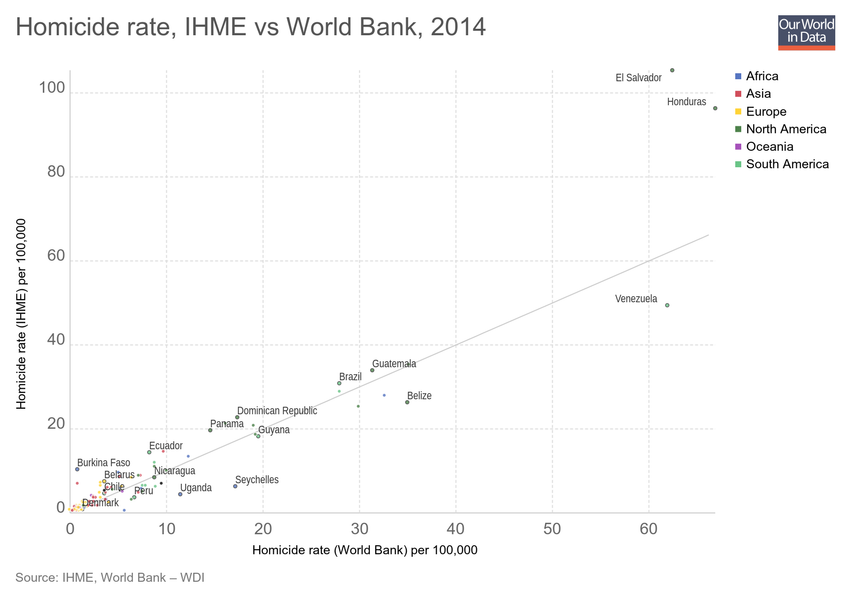 Homicide rate, IHME vs World Bank, 2014
Our World
in Data
Africa
Asia
Europe
North America
Oceania
South America
Homicide rate (IHME) per 100,000
100
80
60
40
20
0
El Salvador
Honduras
Venezuela
Guatemala
Brazil
Belize
Dominican Republic
Panama
Guyana
Ecuador
Burkina Faso
Nicaragua
Belarus
Seychelles
Chile
Peru
Uganda
Denmark
0
10
20
30
40
50
60
Homicide rate (World Bank) per 100,000
Source: IHME, World Bank – WDI